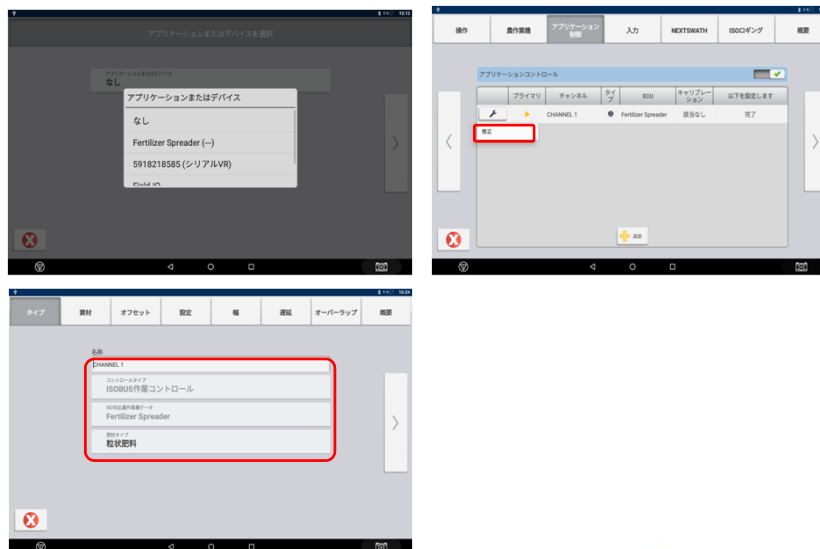 15:13
アプリケーションまたはデバイスを選択
アプリケーションまたはデバイス
なし
アプリケーションまたはデバイス
なし
Fertilizer Spreader (---)
5918218585 (シリアルVR)
Field-IQ
操作
農作業機
アプリケーション
制御
入力
NEXTSWATH
ISOロギング
概要
アプリケーションコントロール
プライマリ
チャンネル
タイプ
ECU
キャリブレーション
以下を設定します
CHANNEL 1
Fertilizer Spreader
該当なし
完了
修正
追加
16:24
タイプ
資材
オフセット
設定
幅
遅延
オーバーラップ
概要
名称
CHANNEL 1
コントロールタイプ
ISOBUS作業コントロール
ISO対応農作業機データ
Fertilizer Spreader
資材タイプ
粒状肥料